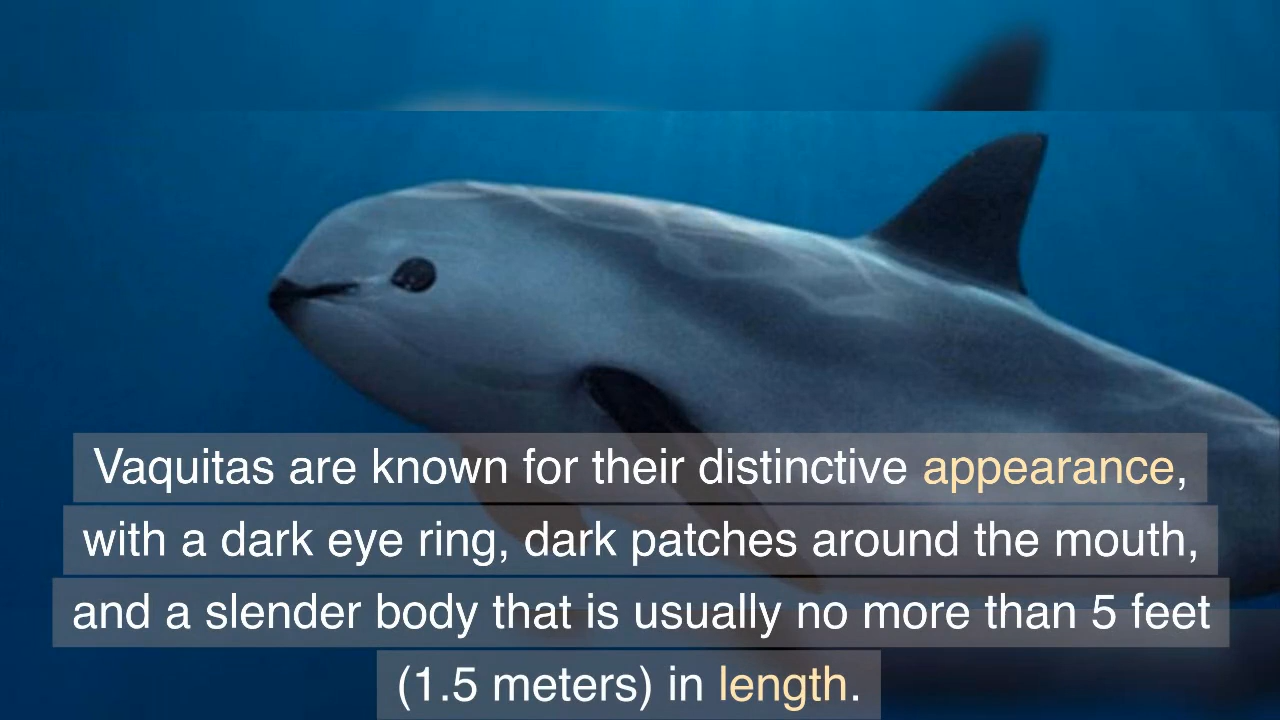 Vaquitas are known for their distinctive appearance,
with a dark eye ring, dark patches around the mouth,
and a slender body that is usually no more than 5 feet
(1.5 meters) in length.